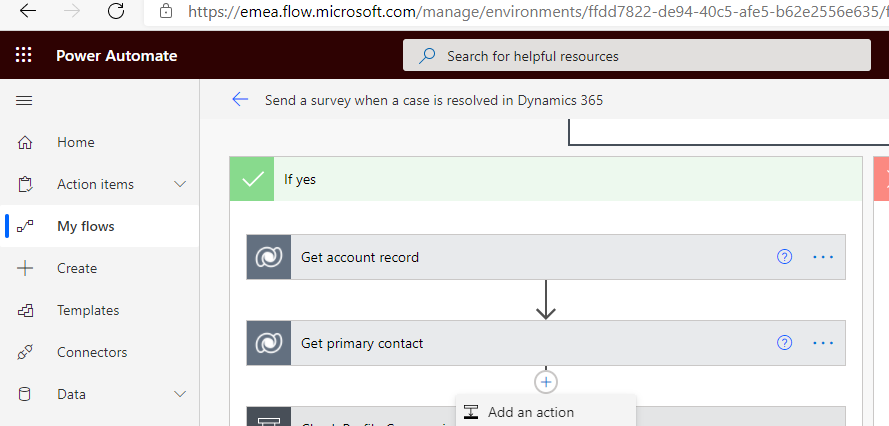 https://emea.flow.microsoft.com/manage/environments/ffdd7822-de94-40c5-afe5-b62e2556e635/f
Power Automate
Search for helpful resources
Send a survey when a case is resolved in Dynamics 365
Home
Action items
My flows
Create
Templates
Connectors
Data
If yes
Get account record
Get primary contact
Add an action